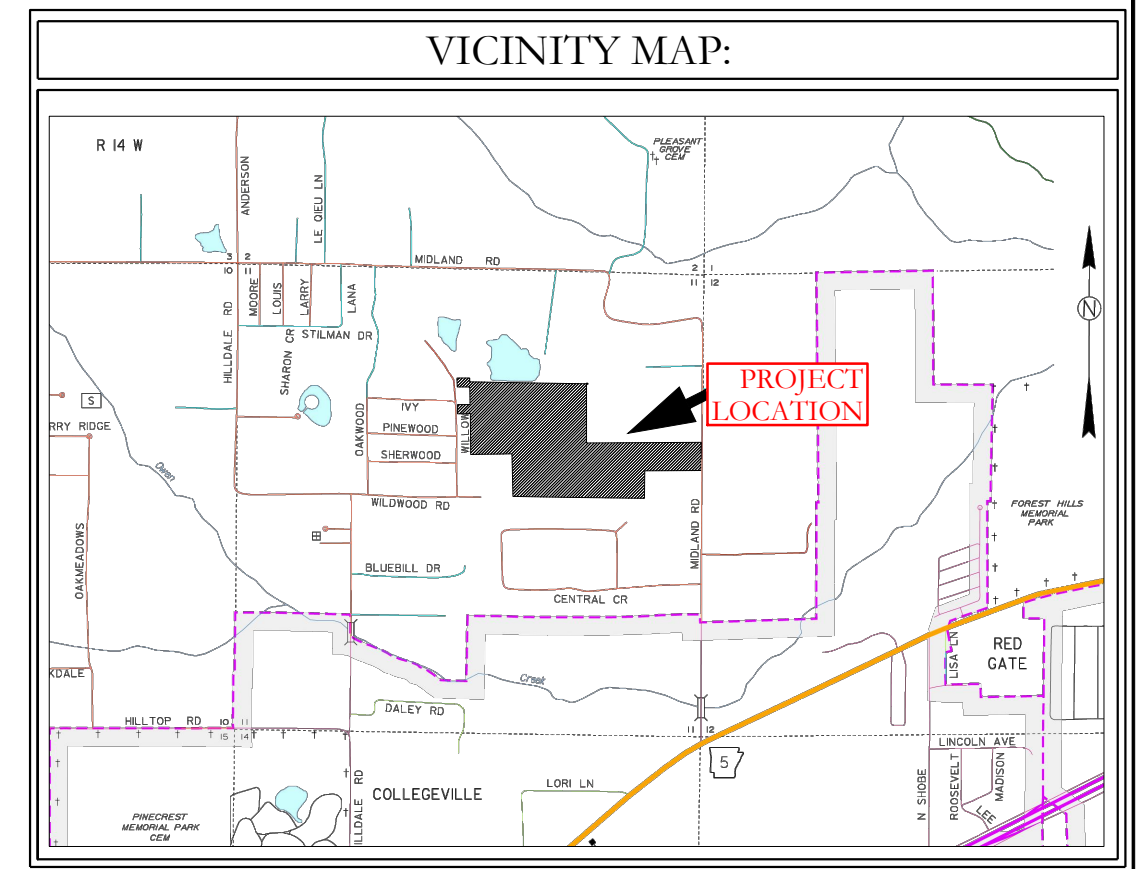 VICINITY MAP:
R 14 W
ANDERSON
LE QIEU LN
PLEASANT
GROVE
CEM
MIDLAND RD
3 2
10 11
2 1
11 12
HILLDALE RD
MOORE
LOUIS
LARRY
LANA
STILMAN DR
SHARON CR
N
PROJECT
LOCATION
S
RRY RIDGE
OAKWOOD
IVY
PINEWOOD
SHERWOOD
WILLOW
WILDWOOD RD
Owen
OAKMEADOWS
MIDLAND RD
FOREST HILLS
MEMORIAL
PARK
BLUEBILL DR
CENTRAL CR
LISA LN
RED
GATE
KDALE
Creek
DALEY RD
HILLTOP RD
10 11
15 14
11 12
5
LINCOLN AVE
N SHOBE
ROOSEVELT
MADISON
LEE
LORI LN
COLLEGEVILLE
ILLDALE RD
PINECREST
MEMORIAL PARK
CEM